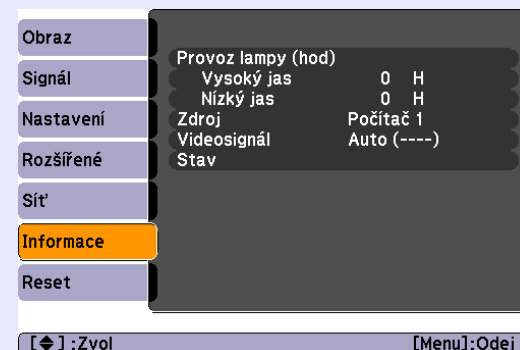 Obraz
Signál
Nastavení
Rozšířené
Síť
Informace
Reset
Provoz lampy (hod)
Vysoký jas 0 H
Nízký jas 0 H
Zdroj Počítač 1
Videosignál Auto (----)
Stav
[◆] :Zvol [Menu]:Odej